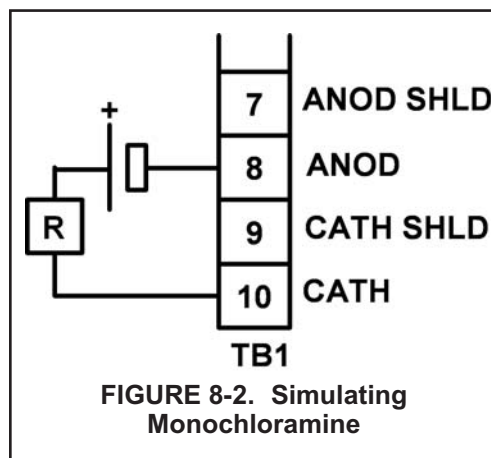 +
7 ANOD SHLD
8 ANOD
R
9 CATH SHLD
10 CATH
TB1
FIGURE 8-2. Simulating
Monochloramine